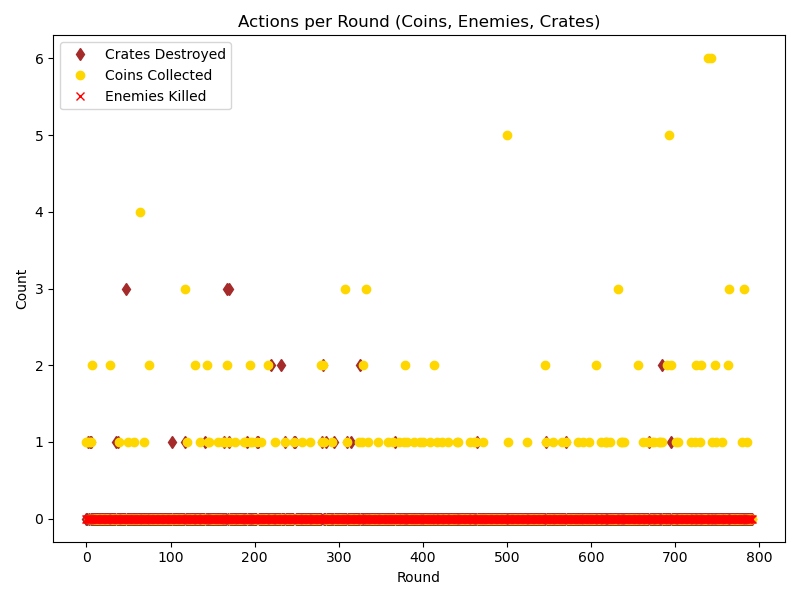 Actions per Round (Coins, Enemies, Crates)
Crates Destroyed
Coins Collected
Enemies Killed
6
5
4
3
2
1
0
Count
0 100 200 300 400 500 600 700 800
Round